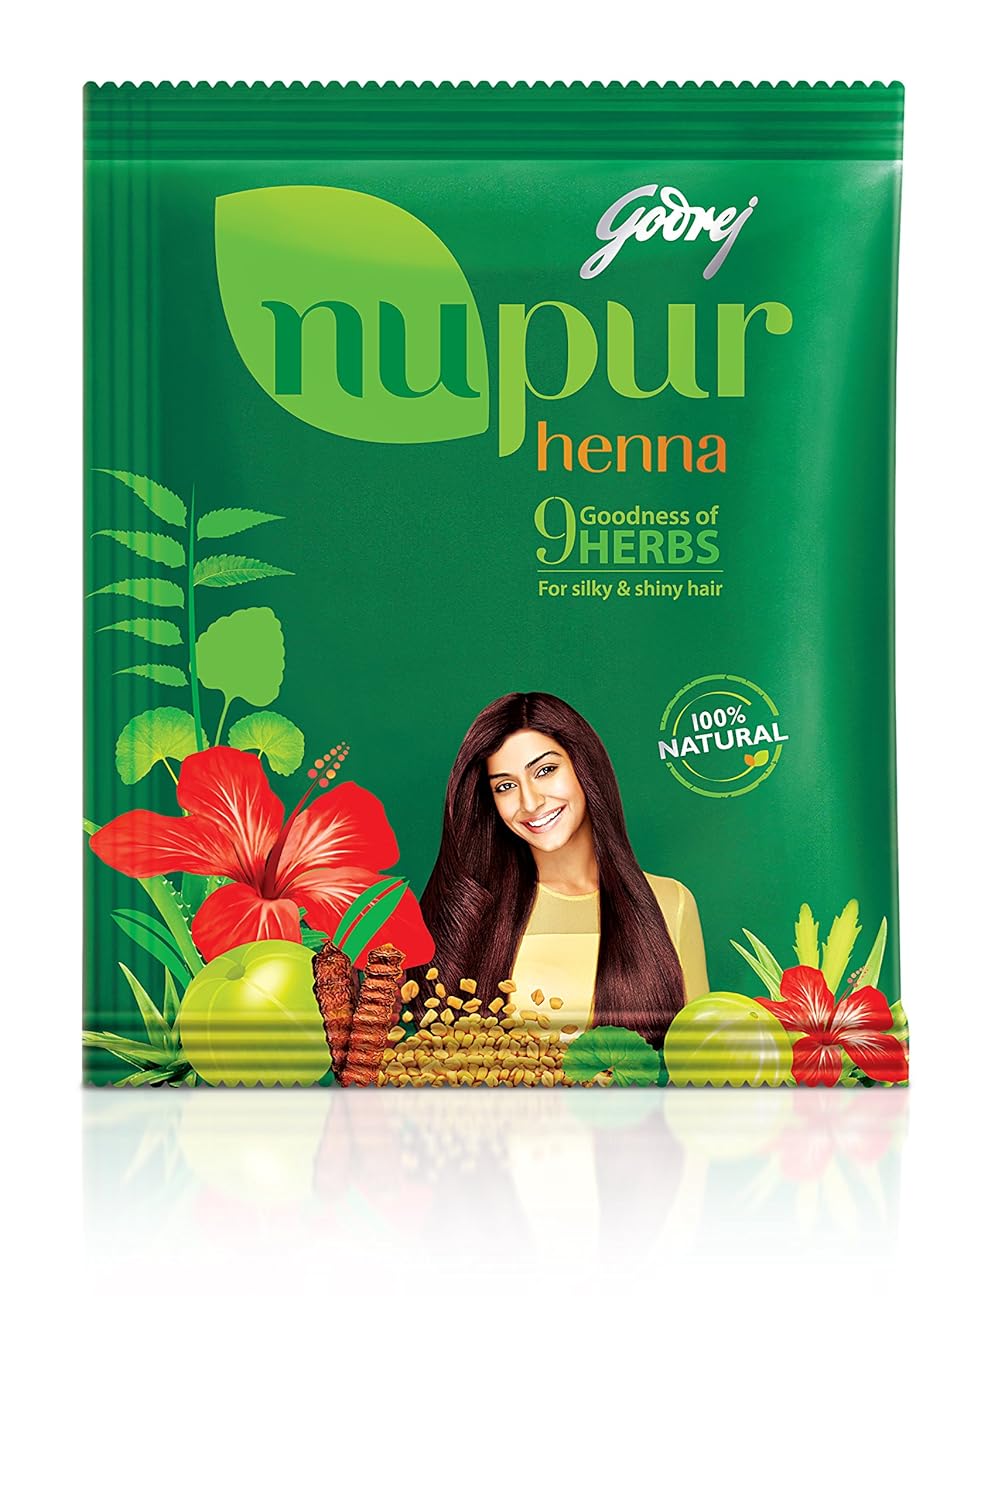 Godrej
nupur
henna
9 Goodness of
HERBS
For silky & shiny hair
100%
NATURAL